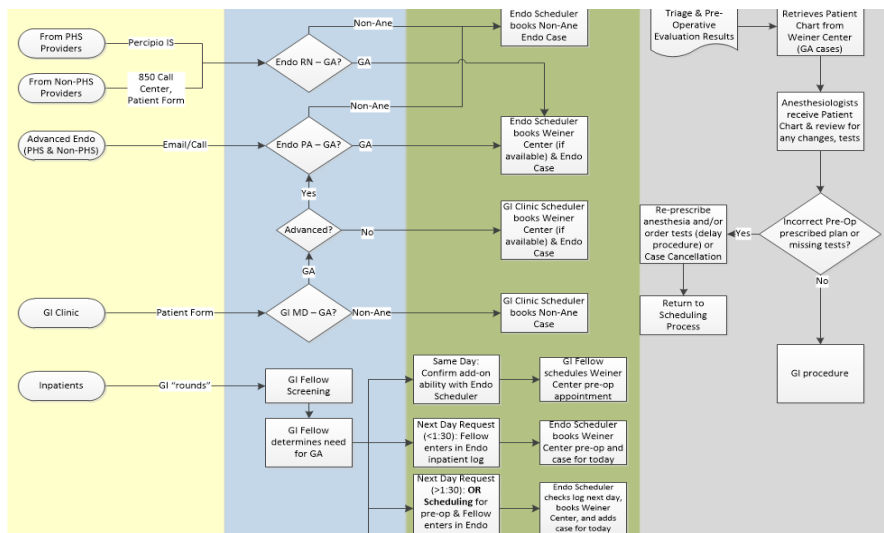 From PHS
Providers
Percipio IS
From Non-PHS
Providers
850 Call
Center,
Patient Form
Advanced Endo
(PHS & Non-PHS)
Email/Call
GI Clinic
Patient Form
Inpatients
GI “rounds”
Non-Ane
Endo RN – GA?
GA
Non-Ane
Endo PA – GA?
GA
Yes
Advanced?
No
GA
GI MD – GA?
Non-Ane
GI Fellow
Screening
GI Fellow
determines need
for GA
Endo Scheduler
books Non-Ane Endo
Case
Endo Scheduler
books Weiner
Center (if
available) & Endo
Case
GI Clinic
Scheduler books
Weiner Center (if
available) & Endo
Case
GI Clinic Scheduler
books Non-Ane
Case
Same Day:
Confirm add-on
ability with Endo
Scheduler
GI Fellow
schedules Weiner
Center pre-op
appointment
Next Day Request
(<1:30): Fellow
enters in Endo
inpatient log
Endo Scheduler
books Weiner
Center pre-op and
case for today
Next Day Request
(>1:30): OR
Scheduling for
pre-op & Fellow
enters in Endo
Endo Scheduler
checks log next day,
books Weiner
Center, and adds
case for today
Triage & Pre-
Operative
Evaluation Results
Retrieves Patient
Chart from
Weiner Center
(GA cases)
Anesthesiologists
receive Patient
Chart & review for
any changes, tests
Incorrect Pre-Op
prescribed plan or
missing tests?
Yes
Re-prescribe
anesthesia and/or
order tests (delay
procedure) or
Case Cancellation
Return to
Scheduling
Process
No
GI procedure